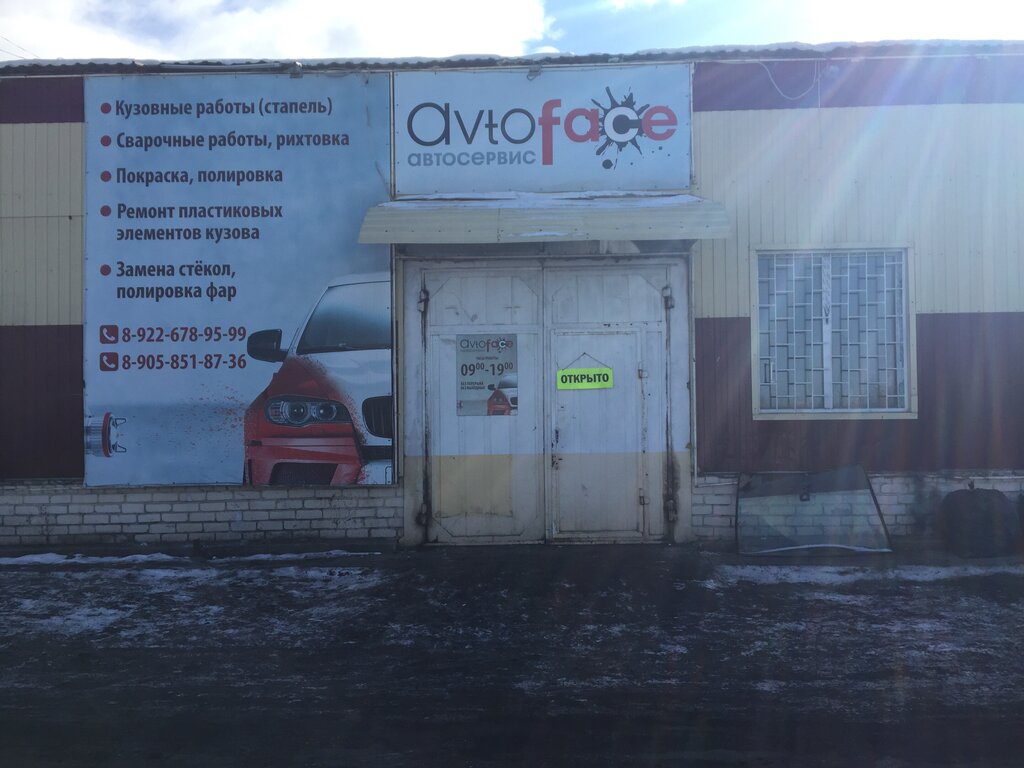 • Кузовные работы (стапель)
• Сварочные работы, рихтовка
• Покраска, полировка
• Ремонт пластиковых
элементов кузова
• Замена стёкол,
полировка фар
8-922-678-95-99
8-905-851-87-36
avtoface
автосервис
avtoface
09⁰⁰-19⁰⁰
ОТКРЫТО